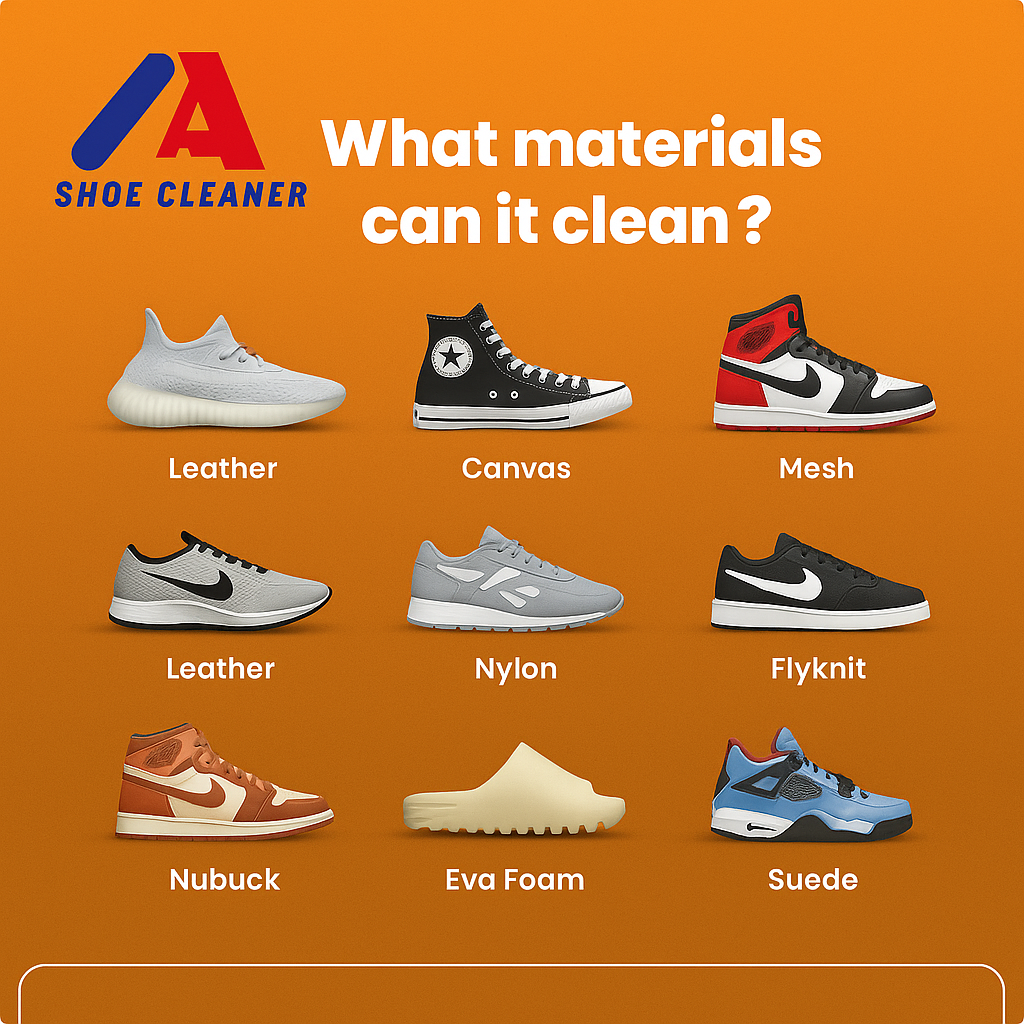 A
SHOE CLEANER
What materials
can it clean?
Leather
Canvas
Mesh
Leather
Nylon
Flyknit
Nubuck
Eva Foam
Suede